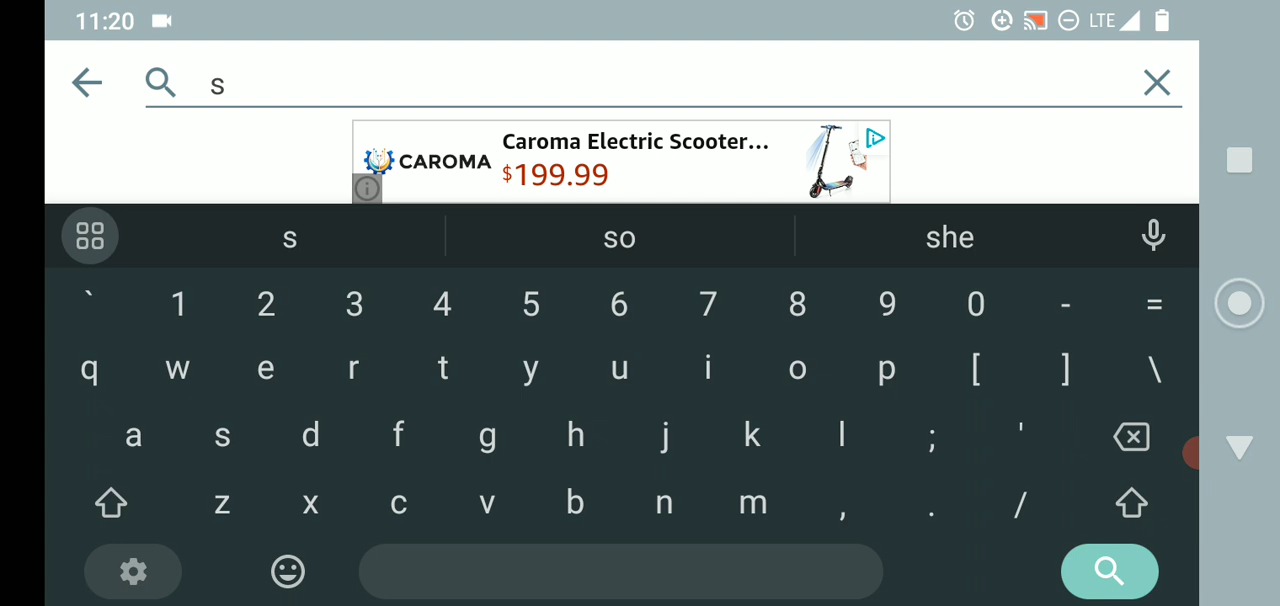 11:20 LTE
s
CAROMA
Caroma Electric Scooter...
$199.99
s so she
` 1 2 3 4 5 6 7 8 9 0 - =
q w e r t y u i o p [ ] \
a s d f g h j k l ; '
z x c v b n m , . /